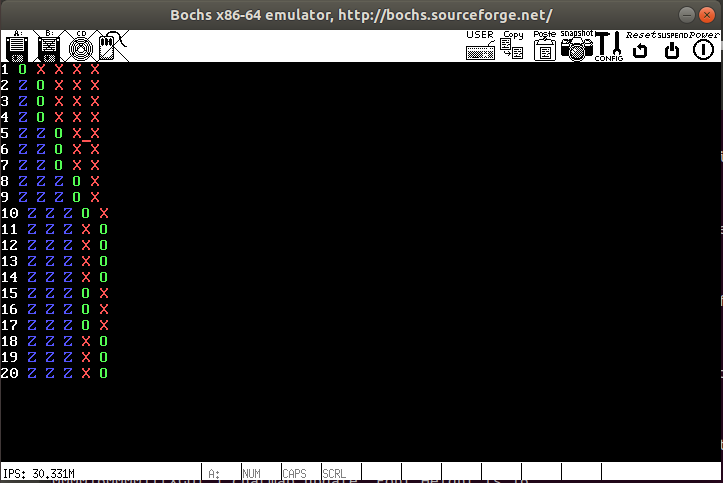 Bochs x86-64 emulator, http://bochs.sourceforge.net/
A: B: CD USER Copy Paste snapshot CONFIG Reset SUSPEND Power
1 O X X X X
2 Z O X X X
3 Z O X X X
4 Z O X X X
5 Z Z O X_X
6 Z Z O X X
7 Z Z O X X
8 Z Z Z O X
9 Z Z Z O X
10 Z Z Z O X
11 Z Z Z X O
12 Z Z Z X O
13 Z Z Z X O
14 Z Z Z X O
15 Z Z Z O X
16 Z Z Z O X
17 Z Z Z O X
18 Z Z Z X O
19 Z Z Z X O
20 Z Z Z X O
IPS: 30.331M A: NUM CAPS SCRL